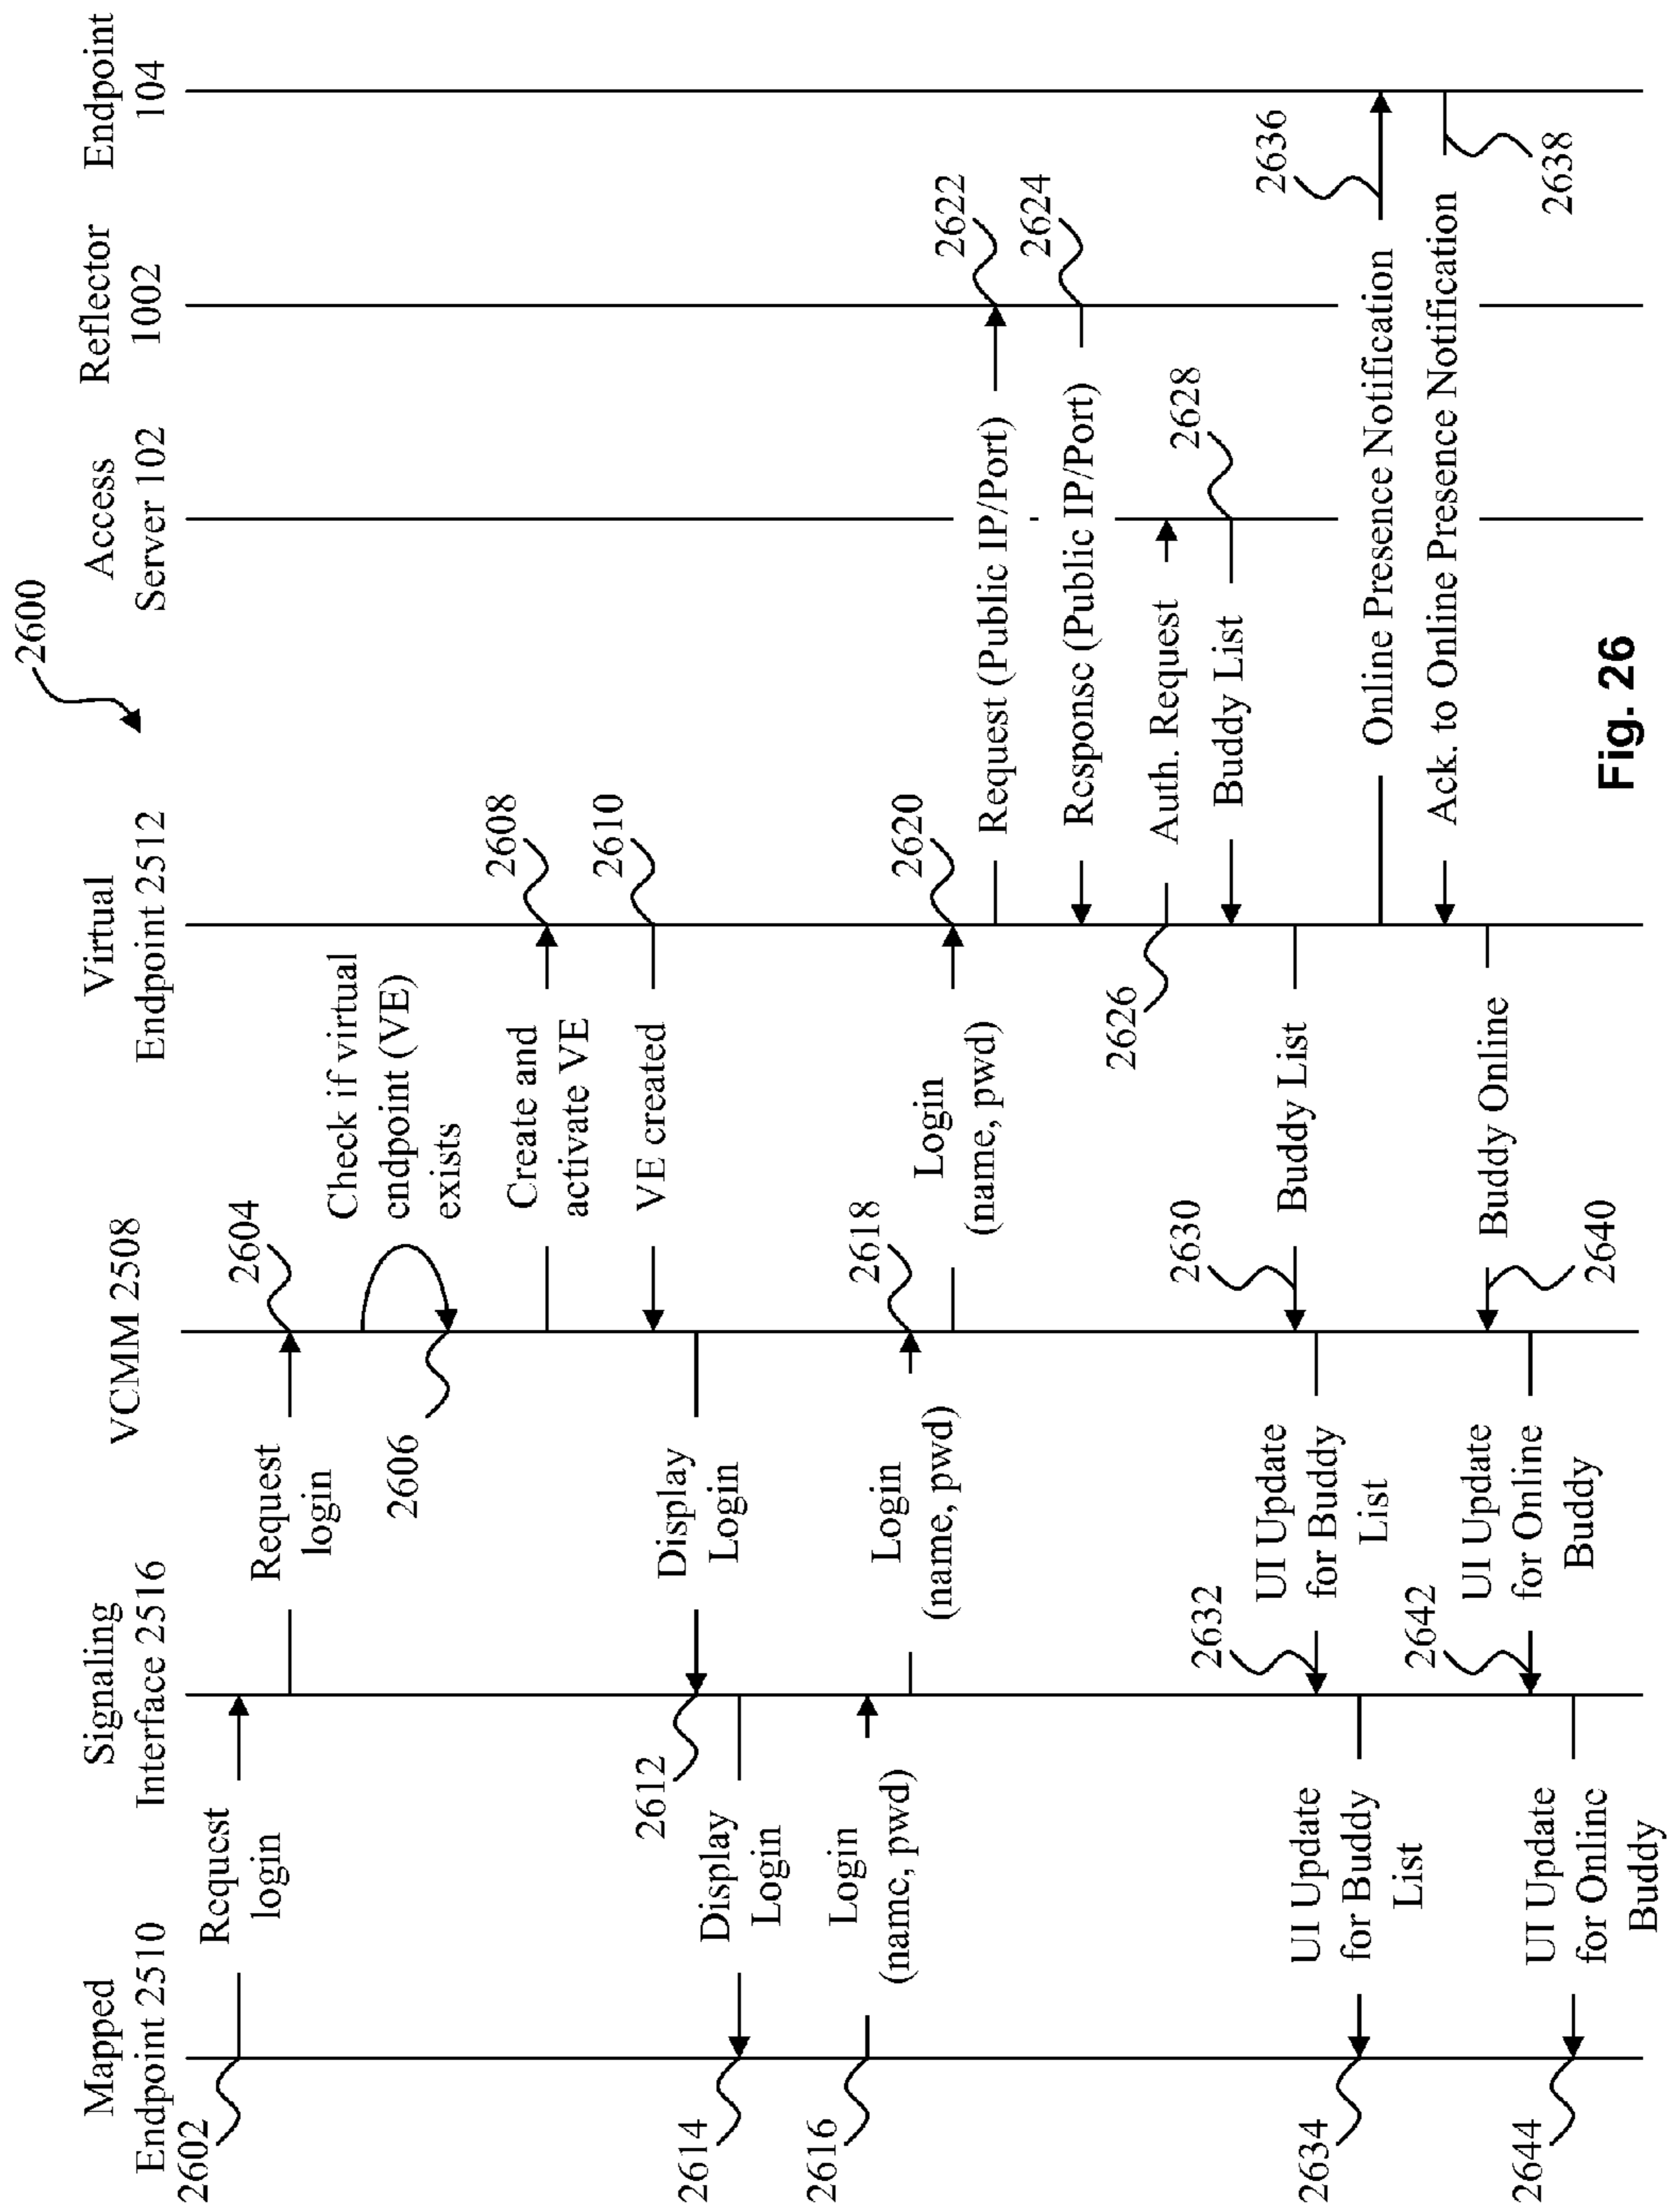 2600
Mapped
Endpoint 2510
Signaling
Interface 2516
VCMM 2508
Virtual
Endpoint 2512
Access
Server 102
Reflector
1002
Endpoint
104
2602
Request
login
Request
login
2604
Check if virtual
endpoint (VE)
exists
2606
Create and
activate VE
2608
VE created
2610
Display
Login
2612
Display
Login
2614
2616
Login
(name, pwd)
Login
(name, pwd)
2618
Login
(name, pwd)
2620
Request (Public IP/Port)
2622
Response (Public IP/Port)
2624
2626
Auth. Request
Buddy List
2628
Buddy List
2630
UI Update
for Buddy
List
2632
UI Update
for Buddy
List
2634
Online Presence Notification
2636
Ack. to Online Presence Notification
2638
Buddy Online
2640
UI Update
for Online
Buddy
2642
UI Update
for Online
Buddy
2644
Fig. 26